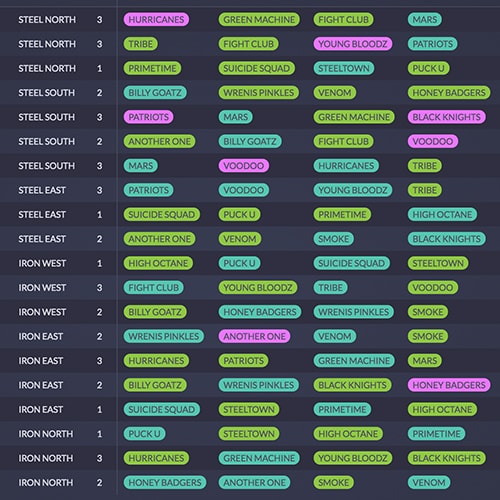 STEEL NORTH 3 HURRICANES GREEN MACHINE FIGHT CLUB MARS
STEEL NORTH 3 TRIBE FIGHT CLUB YOUNG BLOODZ PATRIOTS
STEEL NORTH 1 PRIMETIME SUICIDE SQUAD STEELTOWN PUCK U
STEEL SOUTH 2 BILLY GOATZ WRENIS PINKLES VENOM HONEY BADGERS
STEEL SOUTH 3 PATRIOTS MARS GREEN MACHINE BLACK KNIGHTS
STEEL SOUTH 2 ANOTHER ONE BILLY GOATZ FIGHT CLUB VOODOO
STEEL SOUTH 3 MARS VOODOO HURRICANES TRIBE
STEEL EAST 3 PATRIOTS VOODOO YOUNG BLOODZ TRIBE
STEEL EAST 1 SUICIDE SQUAD PUCK U PRIMETIME HIGH OCTANE
STEEL EAST 2 ANOTHER ONE VENOM SMOKE BLACK KNIGHTS
IRON WEST 1 HIGH OCTANE PUCK U SUICIDE SQUAD STEELTOWN
IRON WEST 3 FIGHT CLUB YOUNG BLOODZ TRIBE VOODOO
IRON WEST 2 BILLY GOATZ HONEY BADGERS WRENIS PINKLES SMOKE
IRON EAST 2 WRENIS PINKLES ANOTHER ONE VENOM SMOKE
IRON EAST 3 HURRICANES PATRIOTS GREEN MACHINE MARS
IRON EAST 2 BILLY GOATZ WRENIS PINKLES BLACK KNIGHTS HONEY BADGERS
IRON EAST 1 SUICIDE SQUAD STEELTOWN PRIMETIME HIGH OCTANE
IRON NORTH 1 PUCK U STEELTOWN HIGH OCTANE PRIMETIME
IRON NORTH 3 HURRICANES GREEN MACHINE YOUNG BLOODZ BLACK KNIGHTS
IRON NORTH 2 HONEY BADGERS ANOTHER ONE SMOKE VENOM